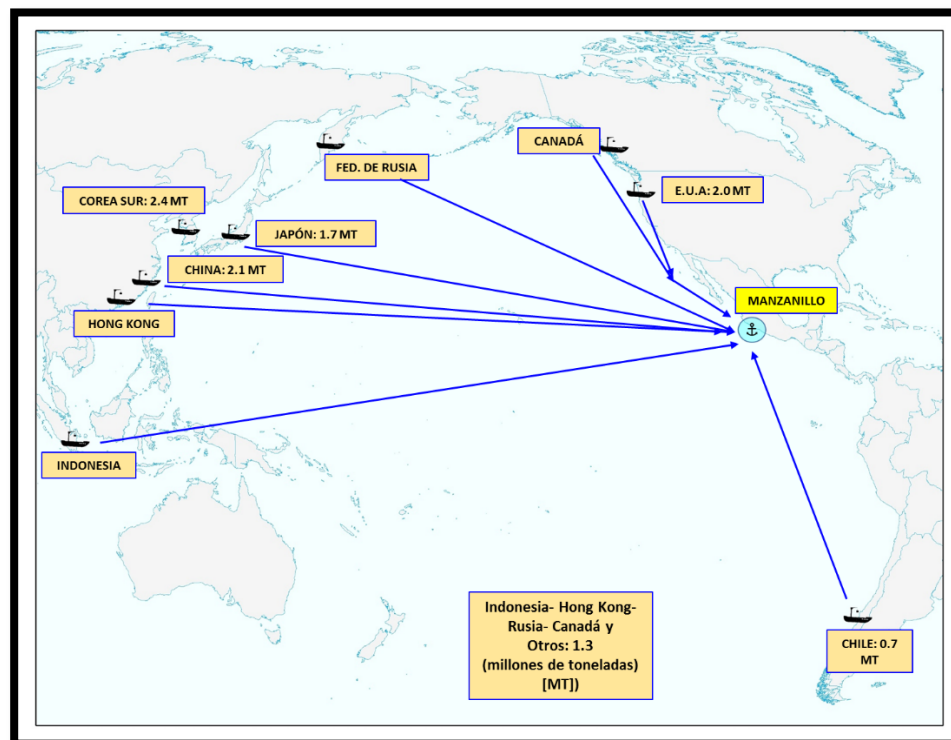 CANADÁ
FED. DE RUSIA
E.U.A: 2.0 MT
COREA SUR: 2.4 MT
JAPÓN: 1.7 MT
CHINA: 2.1 MT
MANZANILLO
HONG KONG
INDONESIA
Indonesia- Hong Kong-
Rusia- Canadá y
Otros: 1.3
(millones de toneladas)
[MT])
CHILE: 0.7
MT